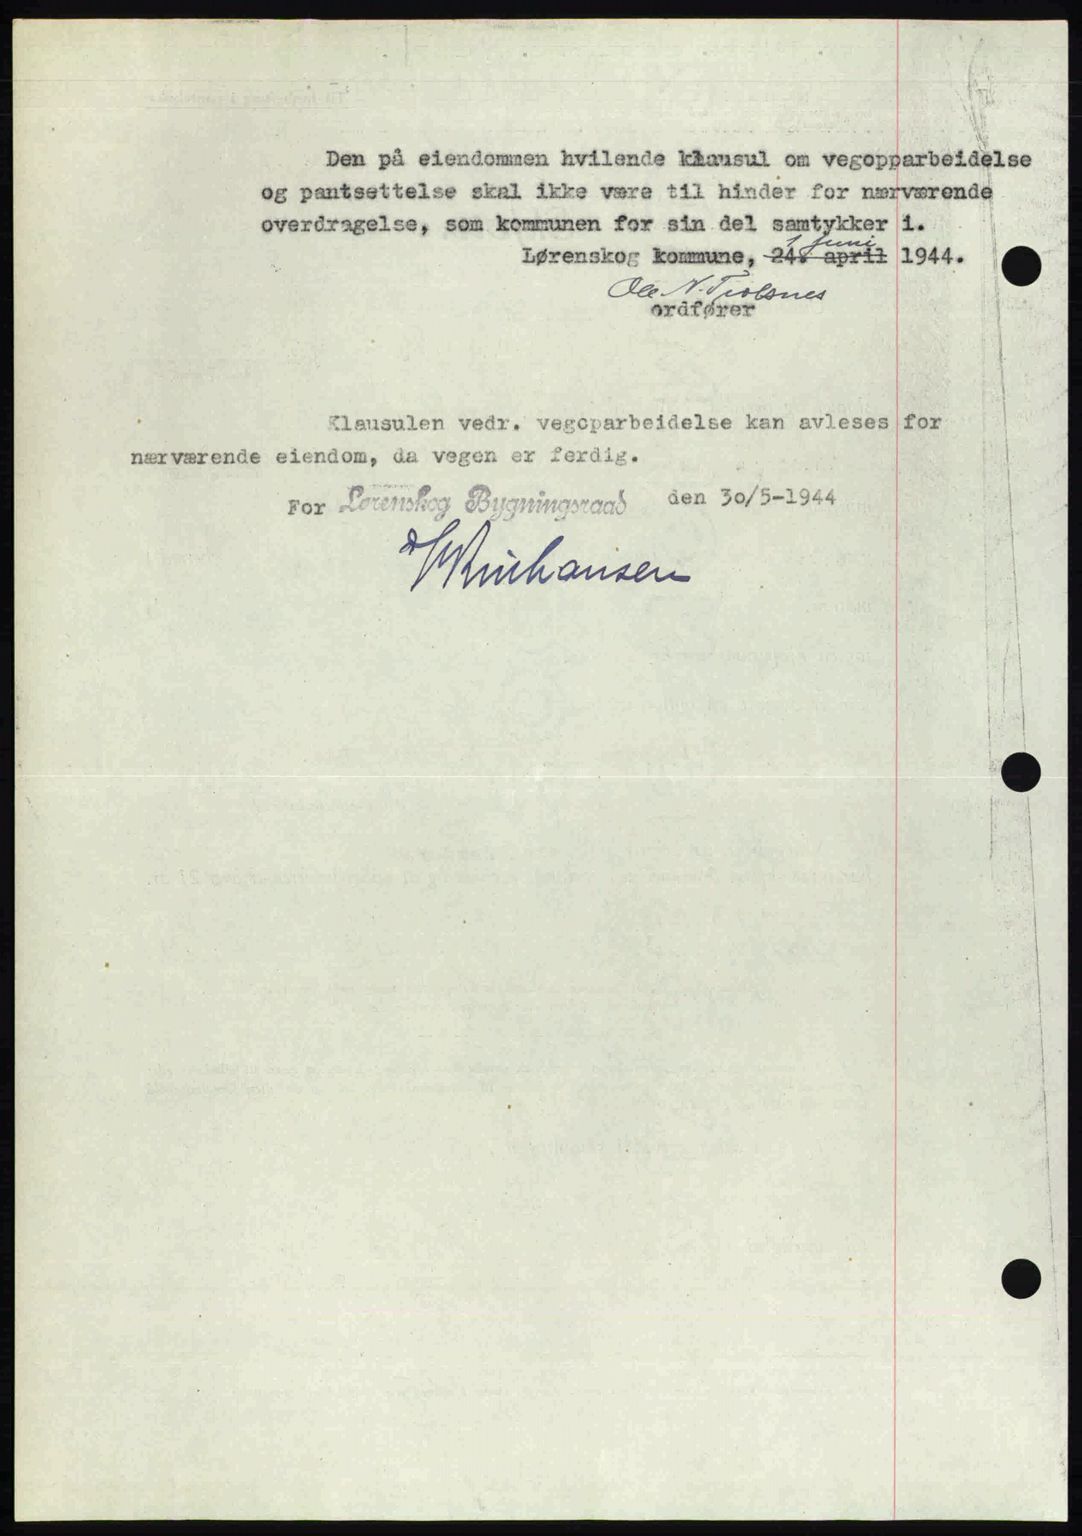 Den på eiendommen hvilende klausul om vegopparbeidelse
og pantsettelse skal ikke være til hinder for nærværende
overdragelse, som kommunen for sin del samtykker i.
1 juni
Lørenskog kommune, 24. april 1944.
Ole N.
ordfører
Klausulen vedr. vegoparbeidelse kan avleses for
nærværende eiendom, da vegen er ferdig.
For Lørenskog Bygningsraad den 30/5-1944